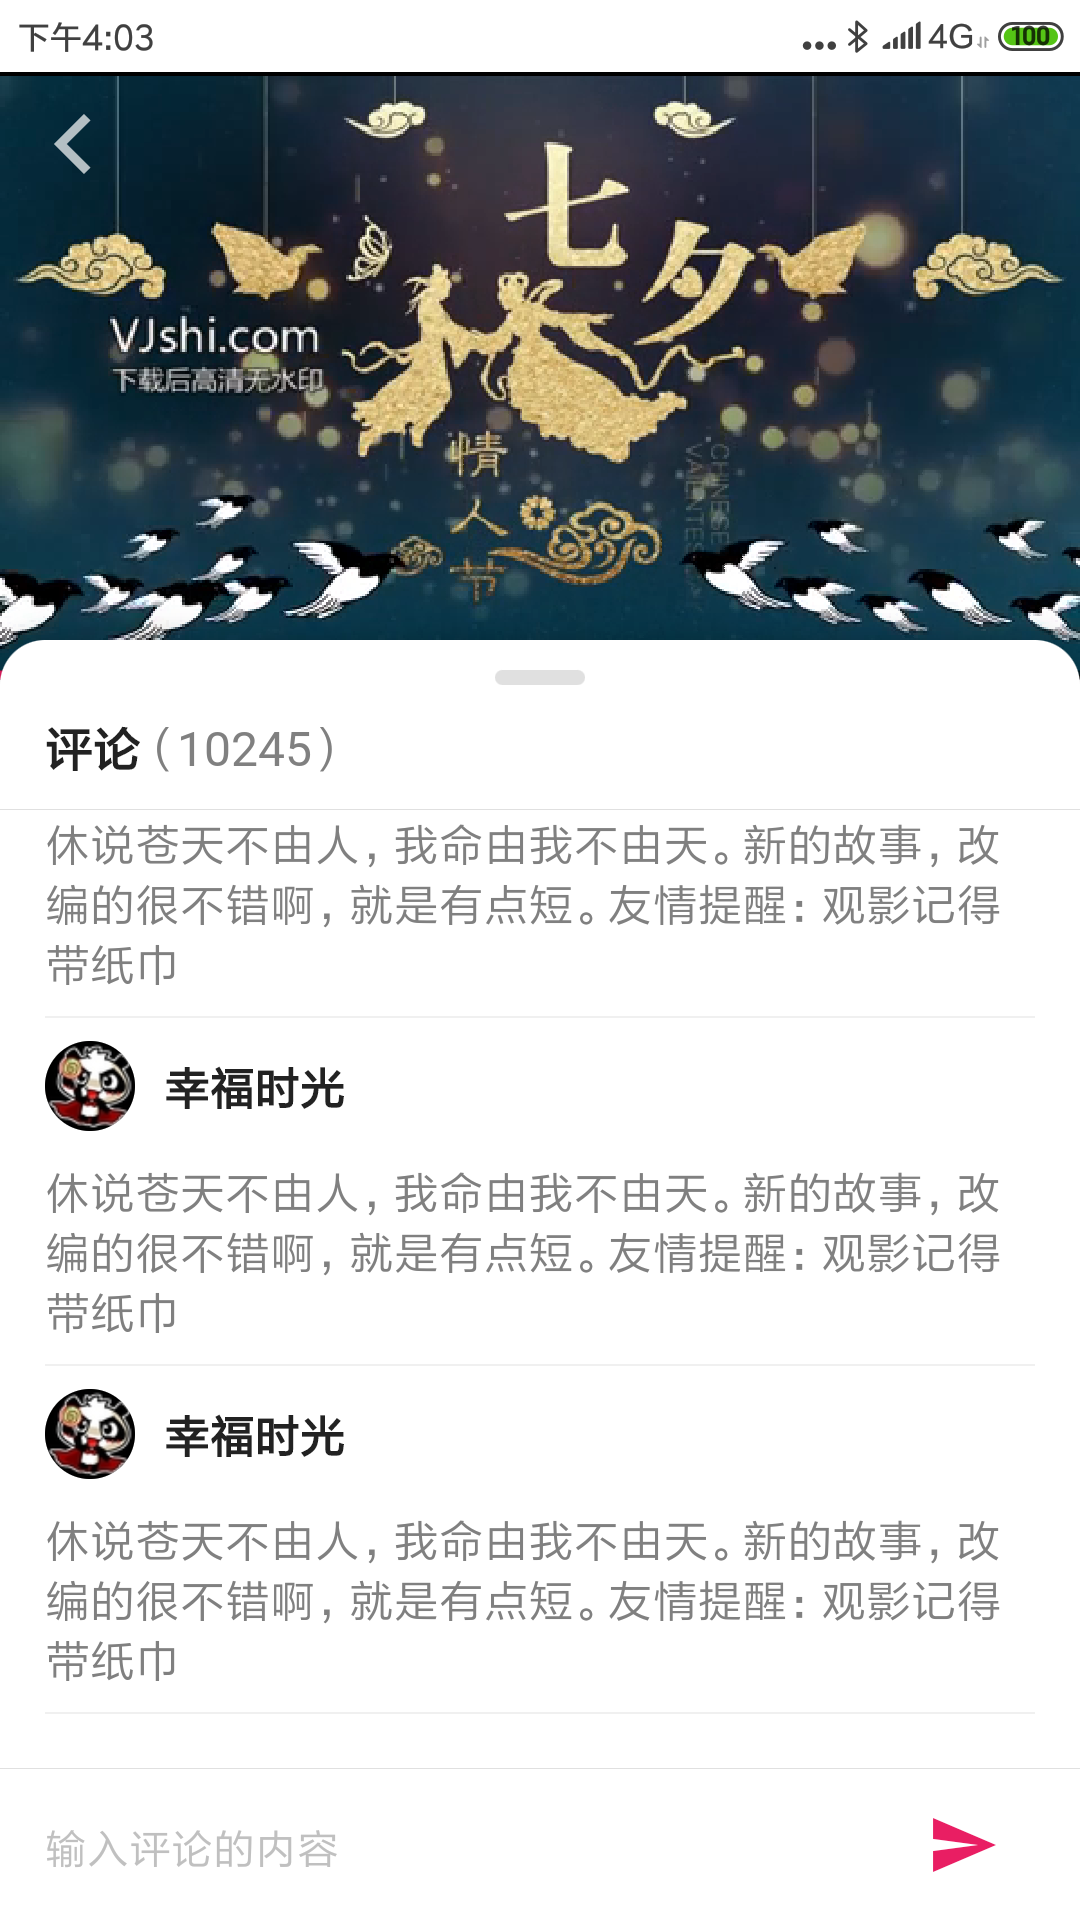 下午4:03
4G
100
七夕
VJshi.com
下载后高清无水印
情人节
CHINESE
评论（10245）
休说苍天不由人，我命由我不由天。新的故事，改
编的很不错啊，就是有点短。友情提醒：观影记得
带纸巾
幸福时光
休说苍天不由人，我命由我不由天。新的故事，改
编的很不错啊，就是有点短。友情提醒：观影记得
带纸巾
幸福时光
休说苍天不由人，我命由我不由天。新的故事，改
编的很不错啊，就是有点短。友情提醒：观影记得
带纸巾
输入评论的内容